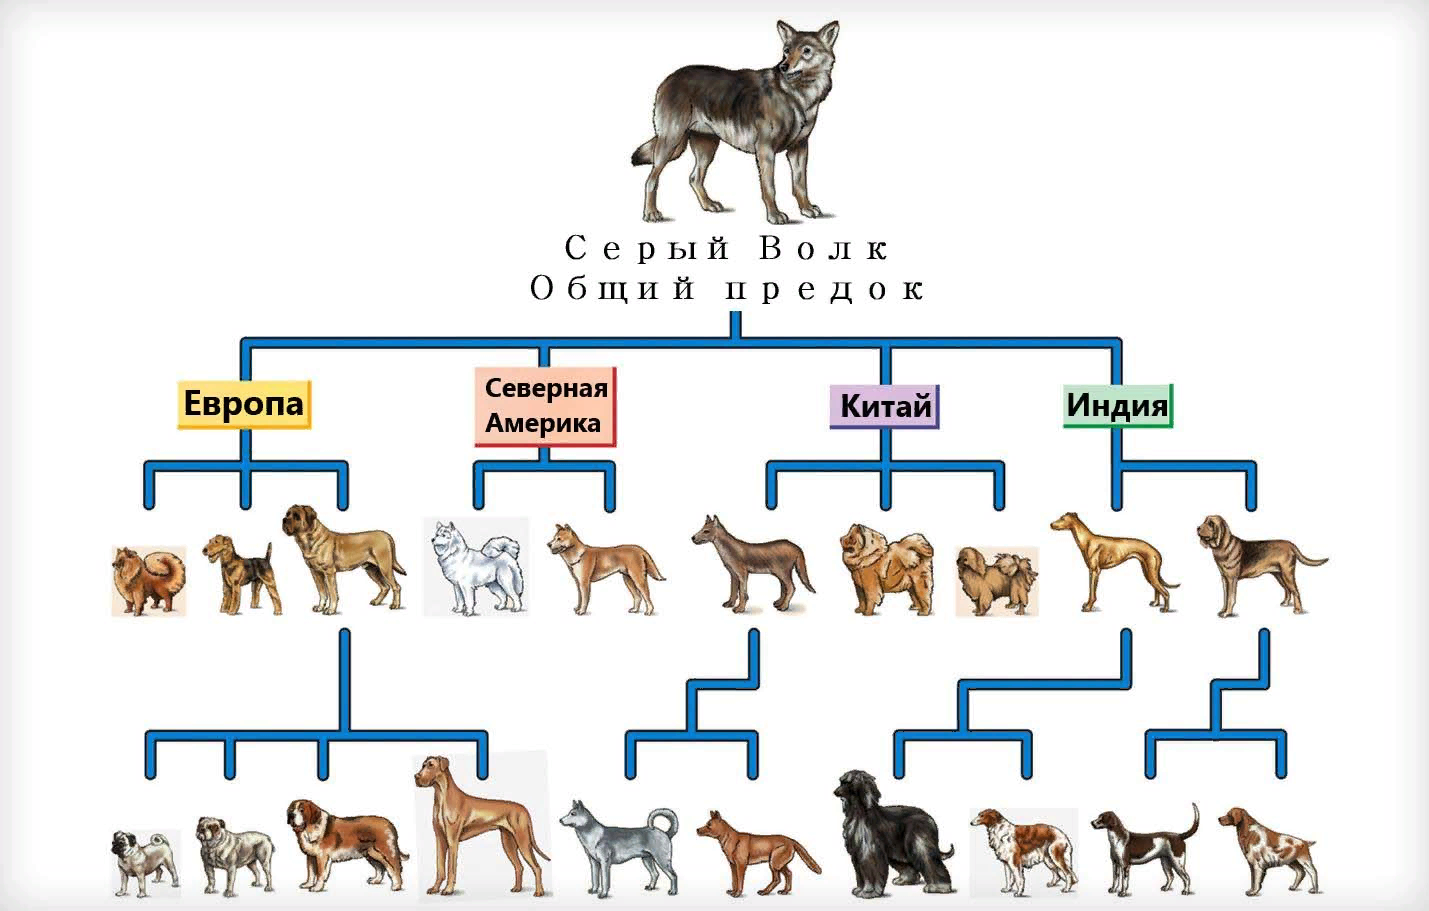 Серый Волк
Общий предок
Европа
Северная
Америка
Китай
Индия